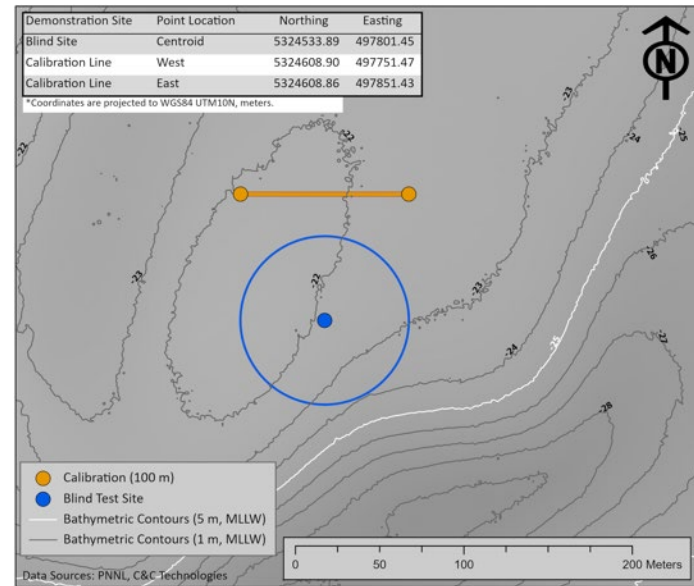 Demonstration Site Point Location Northing Easting
Blind Site Centroid 5324533.89 497801.45
Calibration Line West 5324608.90 497751.47
Calibration Line East 5324608.86 497851.43
*Coordinates are projected to WGS84 UTM10N, meters.
N
-22
-22
-23
-24
-25
-23
-22
-23
-26
-25
-24
-27
-28
Calibration (100 m)
Blind Test Site
Bathymetric Contours (5 m, MLLW)
Bathymetric Contours (1 m, MLLW)
0 50 100 200 Meters
Data Sources: PNNL, C&C Technologies